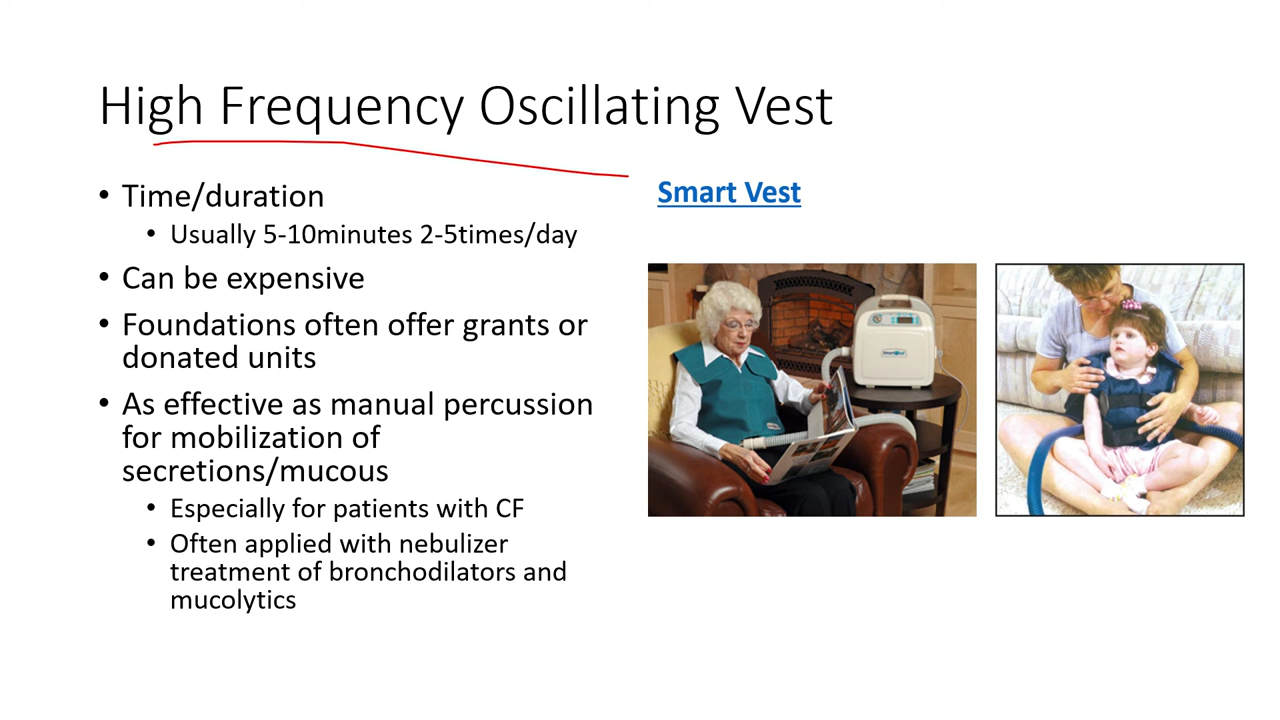 High Frequency Oscillating Vest
• Time/duration
• Usually 5-10minutes 2-5times/day
• Can be expensive
• Foundations often offer grants or
donated units
• As effective as manual percussion
for mobilization of
secretions/mucous
• Especially for patients with CF
• Often applied with nebulizer
treatment of bronchodilators and
mucolytics
Smart Vest